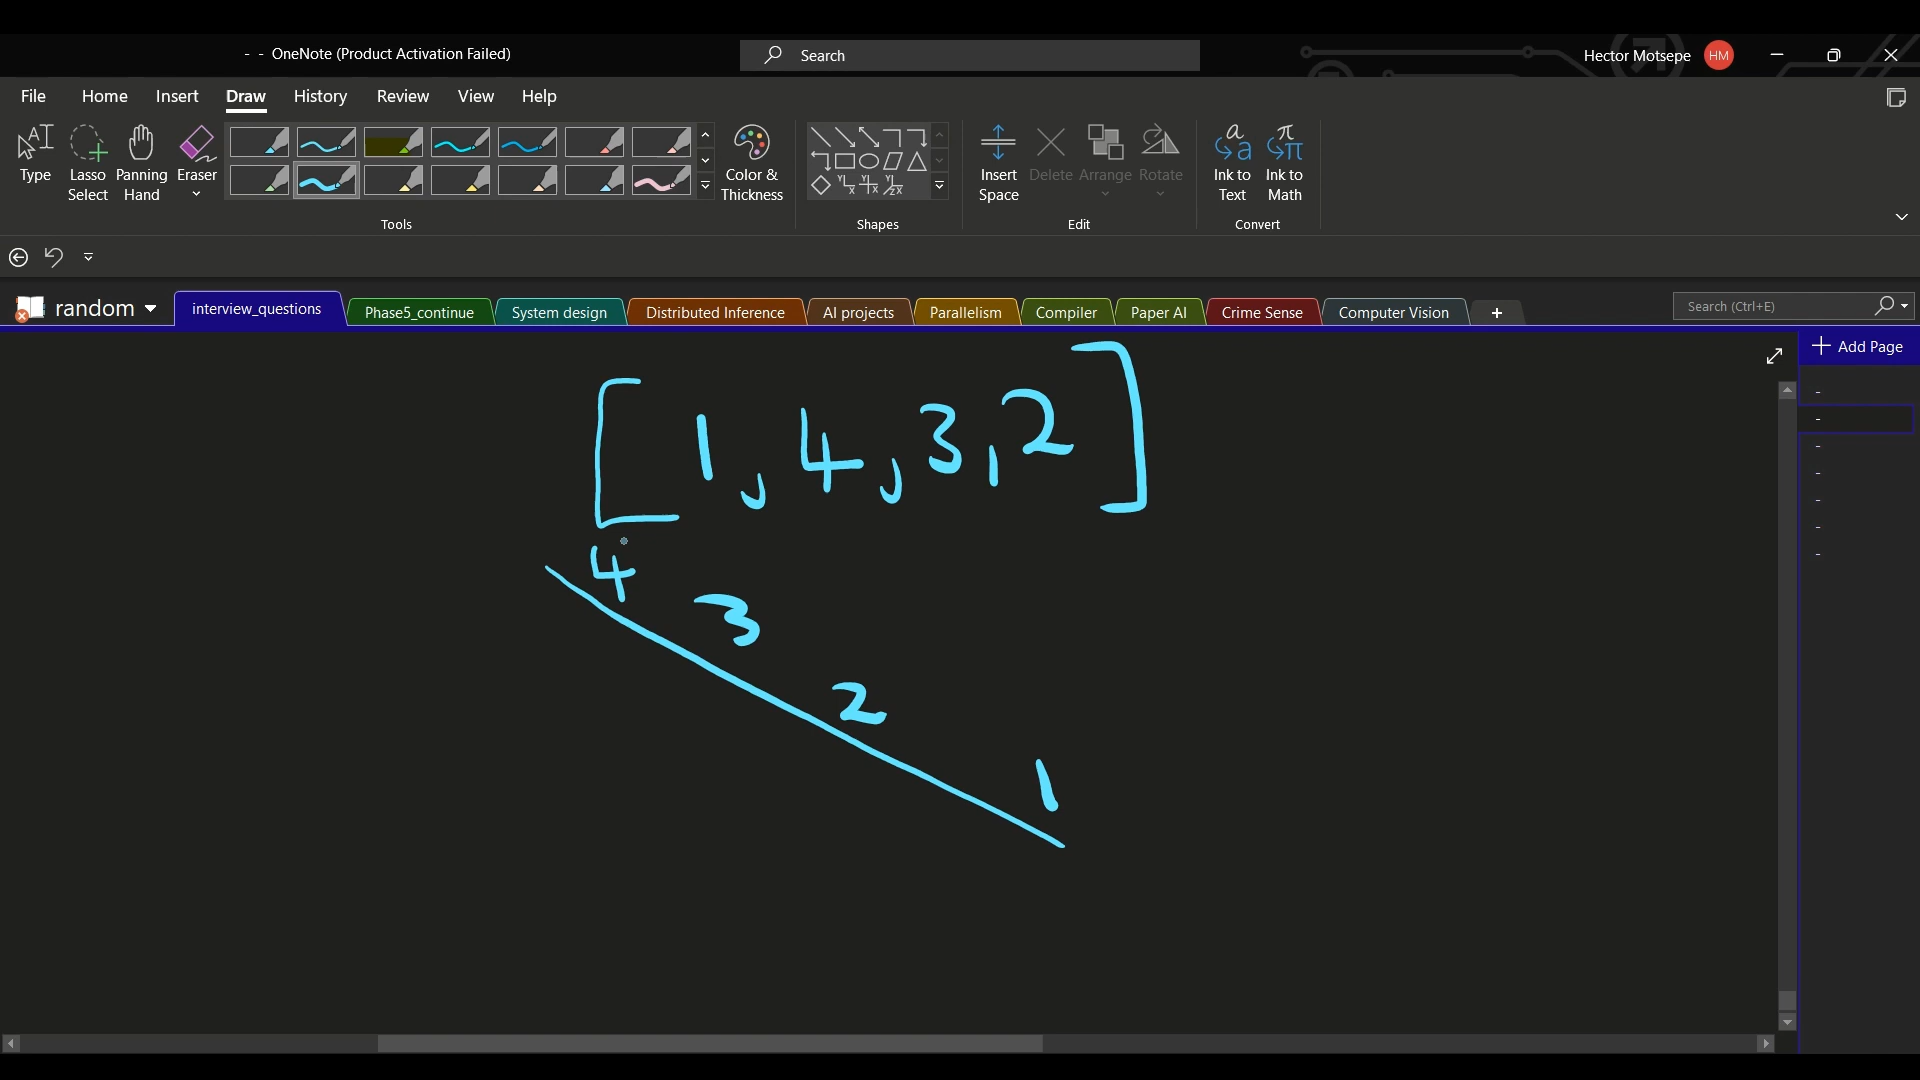 - - OneNote (Product Activation Failed)
Search
Hector Motsepe HM
File Home Insert Draw History Review View Help
Type
Lasso Select
Panning Hand
Eraser
Color & Thickness
Insert Space
Delete
Arrange
Rotate
Ink to Text
Ink to Math
Tools
Shapes
Edit
Convert
random
interview_questions
Phase5_continue
System design
Distributed Inference
AI projects
Parallelism
Compiler
Paper AI
Crime Sense
Computer Vision
+
Search (Ctrl+E)
Add Page
[1, 4, 3, 2]
4
3
2
1